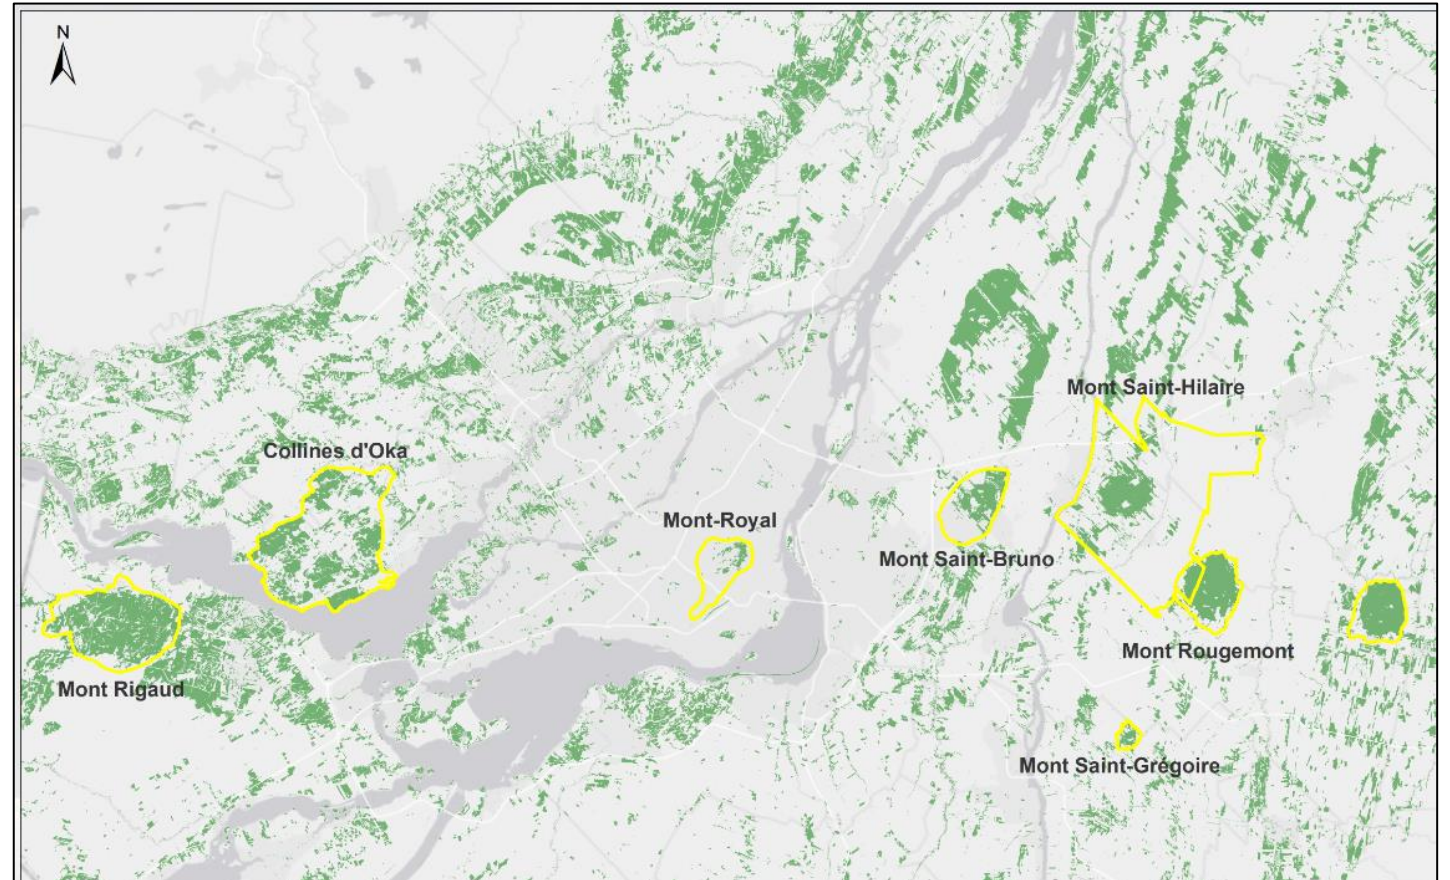 N
Mont Saint-Hilaire
Collines d'Oka
Mont-Royal
Mont Saint-Bruno
Mont Rougemont
Mont Rigaud
Mont Saint-Grégoire